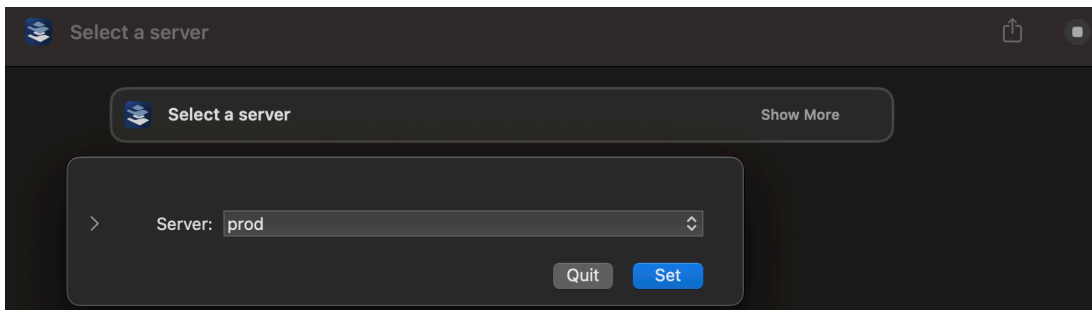 Select a server
Select a server Show More
Server: prod
Quit Set